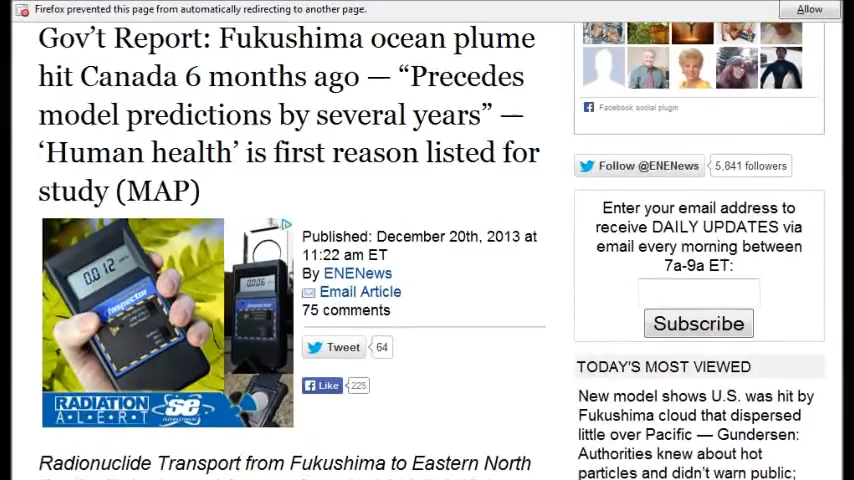 Firefox prevented this page from automatically redirecting to another page.
Allow
Gov't Report: Fukushima ocean plume
hit Canada 6 months ago — “Precedes
model predictions by several years” —
‘Human health’ is first reason listed for
study (MAP)
0.012
Inspector
RADIATION
A•L•E•R•T
se
Published: December 20th, 2013 at
11:22 am ET
By ENENews
Email Article
75 comments
Tweet 64
Like 225
Radionuclide Transport from Fukushima to Eastern North
Facebook social plugin
Follow @ENENews 5,841 followers
Enter your email address to
receive DAILY UPDATES via
email every morning between
7a-9a ET:
Subscribe
TODAY'S MOST VIEWED
New model shows U.S. was hit by
Fukushima cloud that dispersed
little over Pacific — Gundersen:
Authorities knew about hot
particles and didn't warn public;